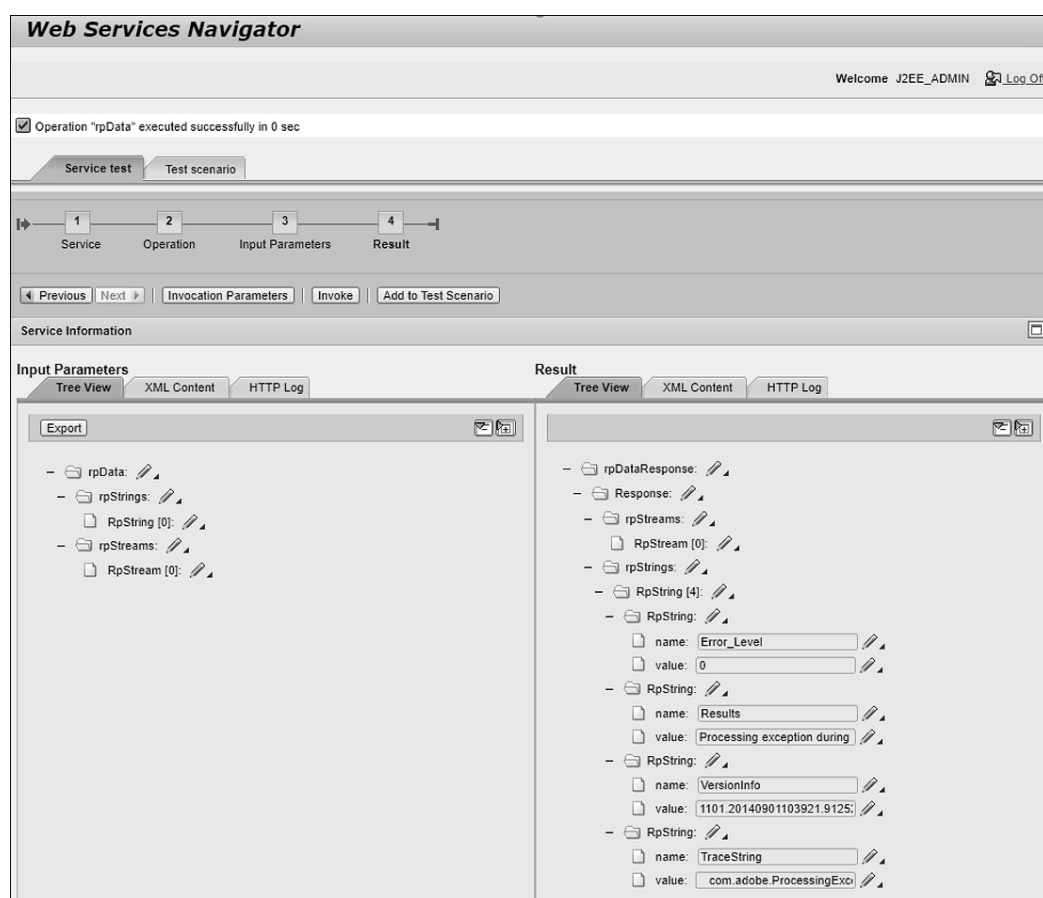 Web Services Navigator
Welcome J2EE_ADMIN Log Off
Operation "rpData" executed successfully in 0 sec
Service test Test scenario
1 2 3 4
Service Operation Input Parameters Result
Previous Next Invocation Parameters Invoke Add to Test Scenario
Service Information
Input Parameters
Tree View XML Content HTTP Log
Export
rpData:
rpStrings:
RpString [0]:
rpStreams:
RpStream [0]:
Result
Tree View XML Content HTTP Log
rpDataResponse:
Response:
rpStreams:
RpStream [0]:
rpStrings:
RpString [4]:
RpString:
name: Error_Level
value: 0
RpString:
name: Results
value: Processing exception during
RpString:
name: VersionInfo
value: 1101.20140901103921.9125
RpString:
name: TraceString
value: com.adobe.ProcessingExc